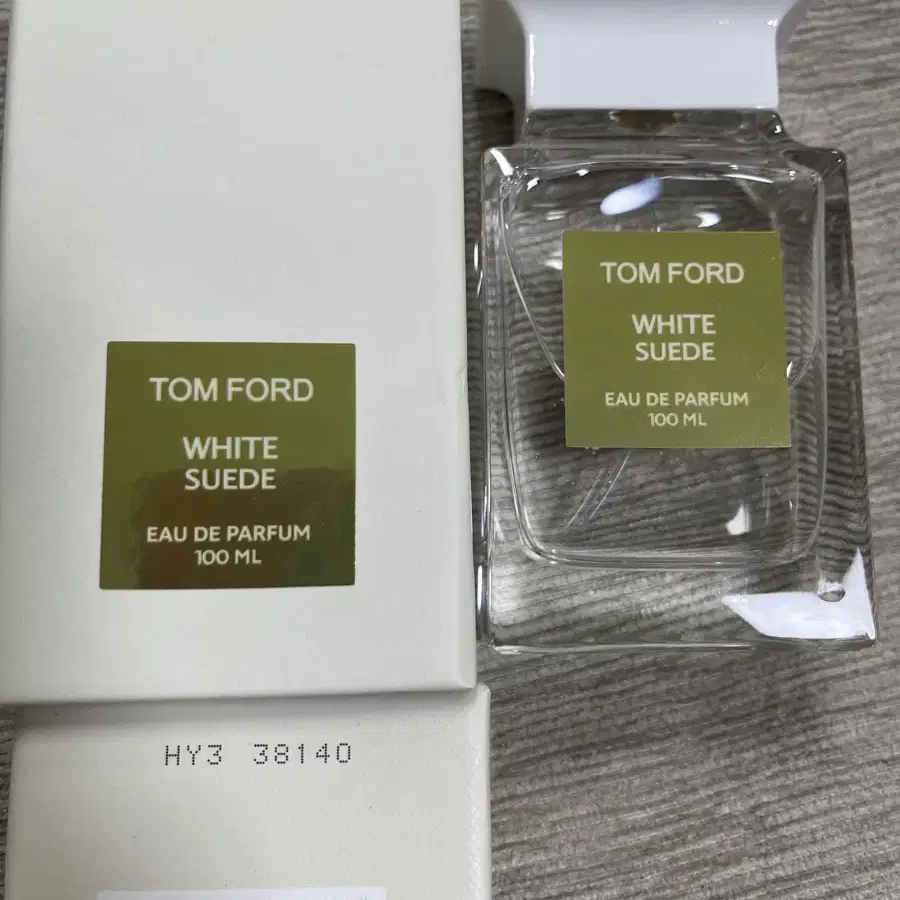 TOM FORD
WHITE
SUEDE
EAU DE PARFUM
100 ML
TOM FORD
WHITE
SUEDE
EAU DE PARFUM
100 ML
HY3 38140